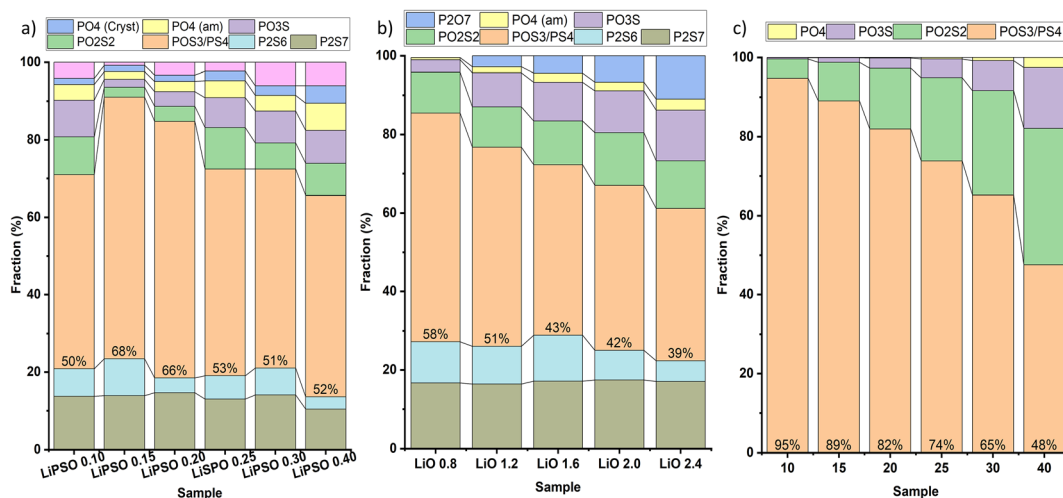 a)
PO4 (Cryst) PO4 (am) PO3S
PO2S2 POS3/PS4 P2S6 P2S7
Fraction (%)
100
80
60
40
20
0
50% 68% 66% 53% 51% 52%
LiPSO 0.10 LiPSO 0.15 LiPSO 0.20 LiSPO 0.25 LiPSO 0.30 LiPSO 0.40
Sample
b)
P2O7 PO4 (am) PO3S
PO2S2 POS3/PS4 P2S6 P2S7
Fraction (%)
100
80
60
40
20
0
58% 51% 43% 42% 39%
LiO 0.8 LiO 1.2 LiO 1.6 LiO 2.0 LiO 2.4
Sample
c)
PO4 PO3S PO2S2 POS3/PS4
Fraction (%)
100
80
60
40
20
0
95% 89% 82% 74% 65% 48%
10 15 20 25 30 40
Sample